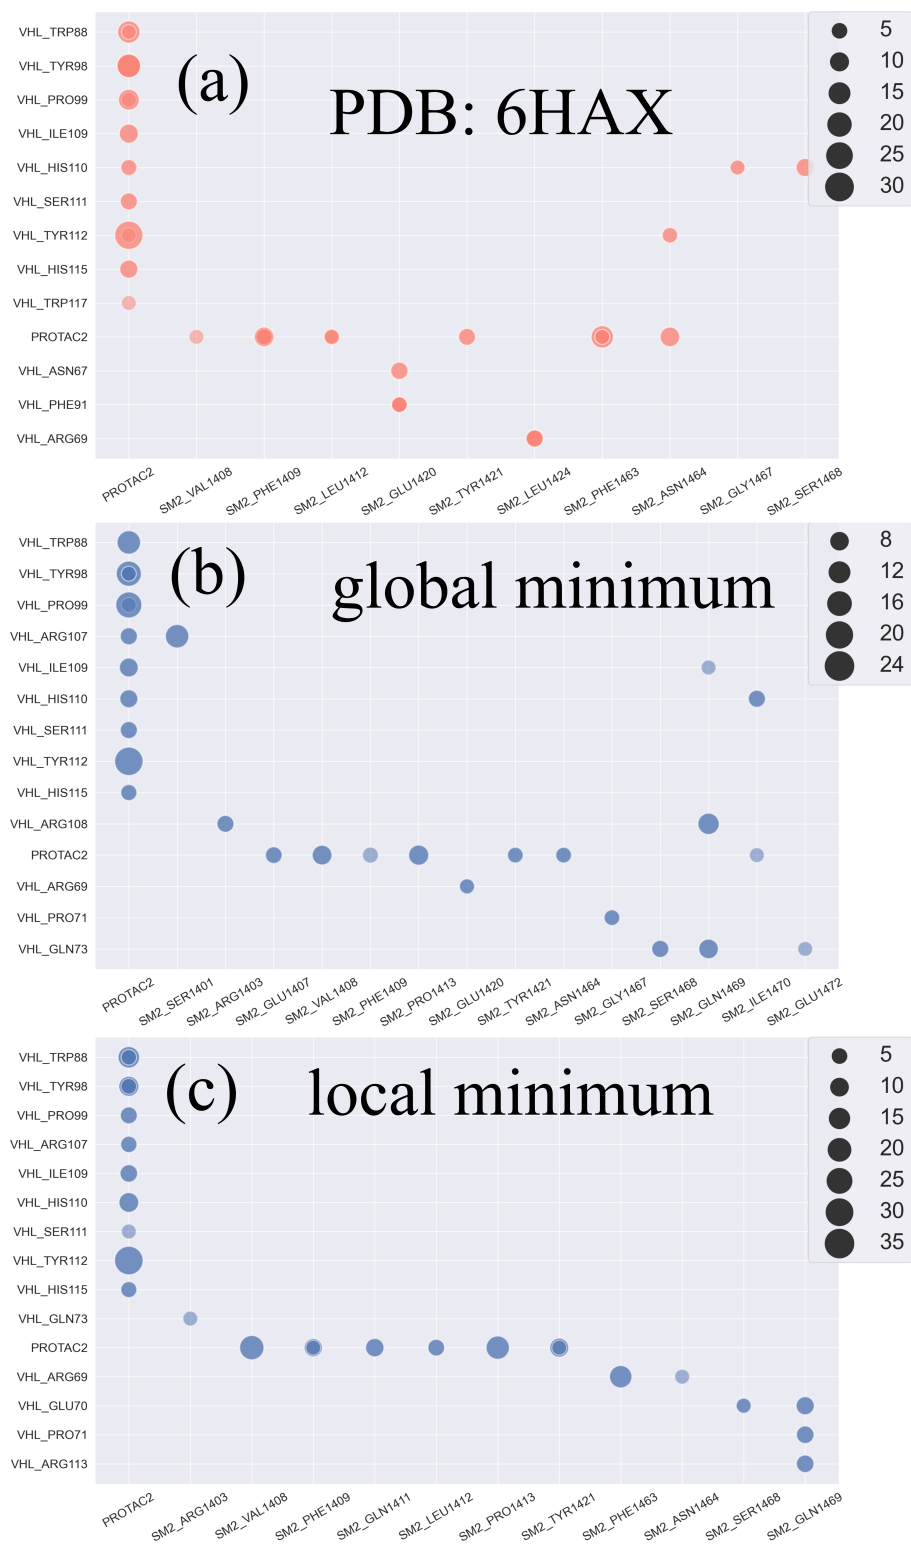 VHL_TRP88
VHL_TYR98
VHL_PRO99
VHL_ILE109
VHL_HIS110
VHL_SER111
VHL_TYR112
VHL_HIS115
VHL_TRP117
PROTAC2
VHL_ASN67
VHL_PHE91
VHL_ARG69
(a)
PDB: 6HAX
5
10
15
20
25
30
PROTAC2
SM2_VAL1408
SM2_PHE1409
SM2_LEU1412
SM2_GLU1420
SM2_TYR1421
SM2_LEU1424
SM2_PHE1463
SM2_ASN1464
SM2_GLY1467
SM2_SER1468
VHL_TRP88
VHL_TYR98
VHL_PRO99
VHL_ARG107
VHL_ILE109
VHL_HIS110
VHL_SER111
VHL_TYR112
VHL_HIS115
VHL_ARG108
PROTAC2
VHL_ARG69
VHL_PRO71
VHL_GLN73
(b)
global minimum
8
12
16
20
24
PROTAC2
SM2_SER1401
SM2_ARG1403
SM2_GLU1407
SM2_VAL1408
SM2_PHE1409
SM2_PRO1413
SM2_GLU1420
SM2_TYR1421
SM2_ASN1464
SM2_GLY1467
SM2_SER1468
SM2_GLN1469
SM2_ILE1470
SM2_GLU1472
VHL_TRP88
VHL_TYR98
VHL_PRO99
VHL_ARG107
VHL_ILE109
VHL_HIS110
VHL_SER111
VHL_TYR112
VHL_HIS115
VHL_GLN73
PROTAC2
VHL_ARG69
VHL_GLU70
VHL_PRO71
VHL_ARG113
(c)
local minimum
5
10
15
20
25
30
35
PROTAC2
SM2_ARG1403
SM2_VAL1408
SM2_PHE1409
SM2_GLN1411
SM2_LEU1412
SM2_PRO1413
SM2_TYR1421
SM2_PHE1463
SM2_ASN1464
SM2_SER1468
SM2_GLN1469